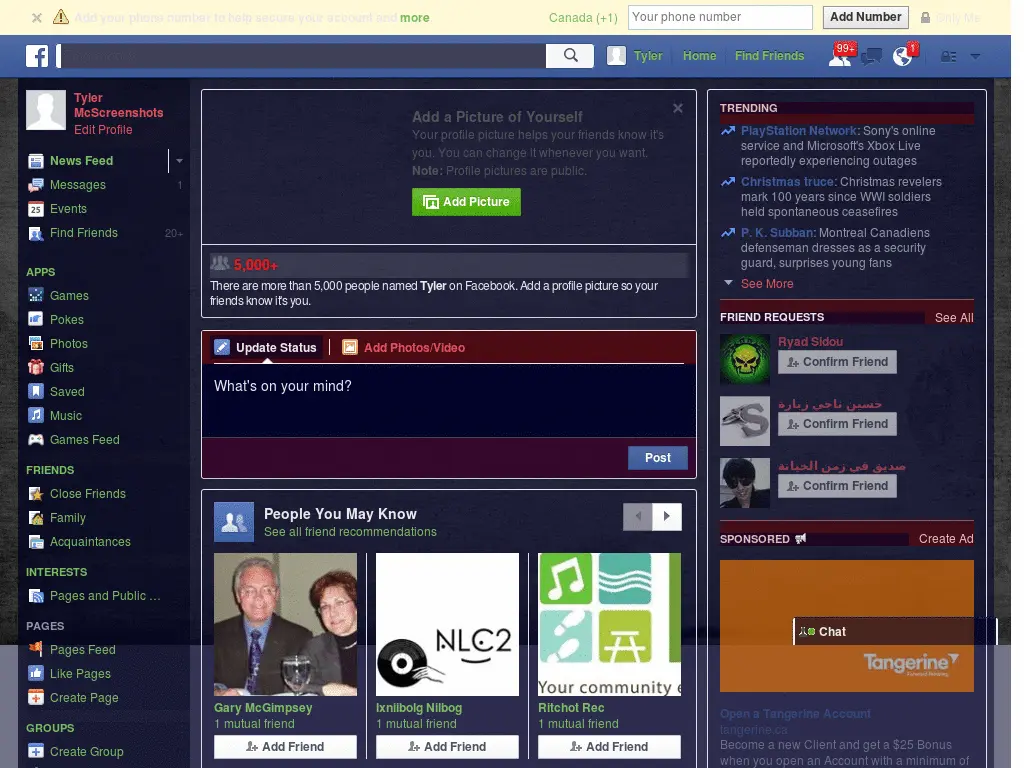 Add your phone number to help secure your account and more
Canada (+1)
Your phone number
Add Number
Only Me
Tyler
Home
Find Friends
99+
1
Tyler
McScreenshots
Edit Profile
News Feed
Messages 1
25 Events
Find Friends 20+
APPS
Games
Pokes
Photos
Gifts
Saved
Music
Games Feed
FRIENDS
Close Friends
Family
Acquaintances
INTERESTS
Pages and Public ...
PAGES
Pages Feed
Like Pages
Create Page
GROUPS
Create Group
Add a Picture of Yourself
Your profile picture helps your friends know it's
you. You can change it whenever you want.
Note: Profile pictures are public.
Add Picture
5,000+
There are more than 5,000 people named Tyler on Facebook. Add a profile picture so your
friends know it's you.
Update Status
Add Photos/Video
What's on your mind?
Post
People You May Know
See all friend recommendations
NLC2
Your community e
Gary McGimpsey
1 mutual friend
Add Friend
Ixniibolg Nilbog
1 mutual friend
Add Friend
Ritchot Rec
1 mutual friend
Add Friend
TRENDING
PlayStation Network: Sony's online
service and Microsoft's Xbox Live
reportedly experiencing outages
Christmas truce: Christmas revelers
mark 100 years since WWI soldiers
held spontaneous ceasefires
P. K. Subban: Montreal Canadiens
defenseman dresses as a security
guard, surprises young fans
See More
FRIEND REQUESTS See All
Ryad Sidou
Confirm Friend
حسين ناجي زيارة
Confirm Friend
صديق في زمن الخيانة
Confirm Friend
SPONSORED Create Ad
Chat
Tangerine
Open a Tangerine Account
tangerine.ca
Become a new Client and get a $25 Bonus
when you open an Account with a minimum of